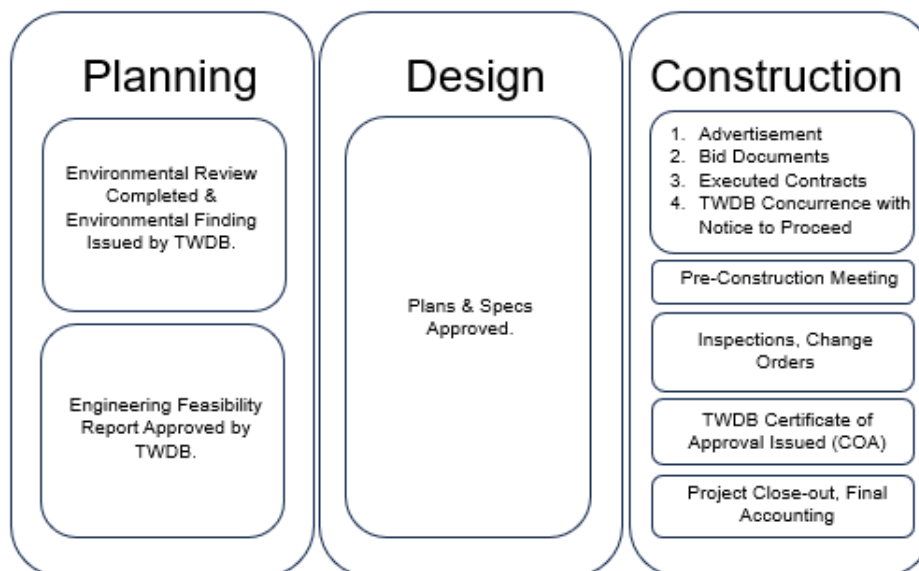 Planning
Environmental Review
Completed &
Environmental Finding
Issued by TWDB.
Engineering Feasibility
Report Approved by
TWDB.
Design
Plans & Specs
Approved.
Construction
1. Advertisement
2. Bid Documents
3. Executed Contracts
4. TWDB Concurrence with
Notice to Proceed
Pre-Construction Meeting
Inspections, Change
Orders
TWDB Certificate of
Approval Issued (COA)
Project Close-out, Final
Accounting